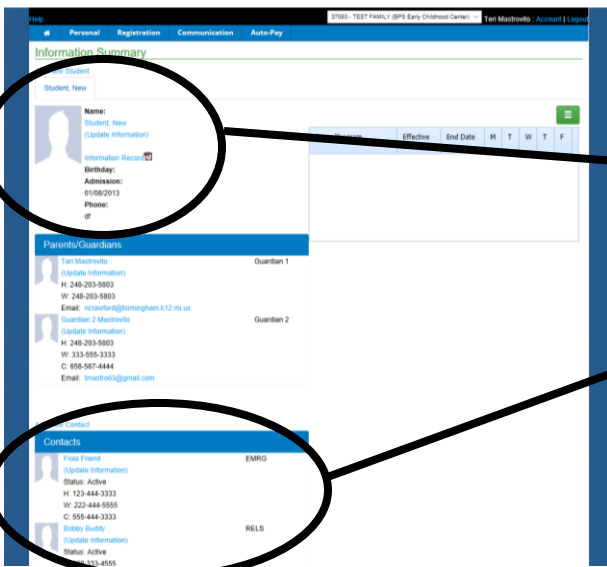 Help
37083 - TEST FAMILY (BPS Early Childhood Center) Teri Mastrovito : Account | Logout
Personal Registration Communication Auto-Pay
Information Summary
Student
Student, New
Name:
Student, New
(Update Information)
Information Record
Birthday:
Admission:
01/08/2013
Phone:
df
Effective End Date M T W T F
Parents/Guardians
Teri Mastrovito Guardian 1
(Update Information)
H: 248-203-5803
W: 248-203-5803
Email: ncrawford@birmingham.k12.mi.us
Guardian 2 Mastrovito Guardian 2
(Update Information)
H: 248-203-5803
W: 333-555-3333
C: 658-567-4444
Email: tmastro63@gmail.com
Contact
Contacts
Fiola Friend EMRG
(Update Information)
Status: Active
H: 123-444-3333
W: 222-444-5555
C: 555-444-3333
Bobby Buddy RELS
(Update Information)
Status: Active
333-4555